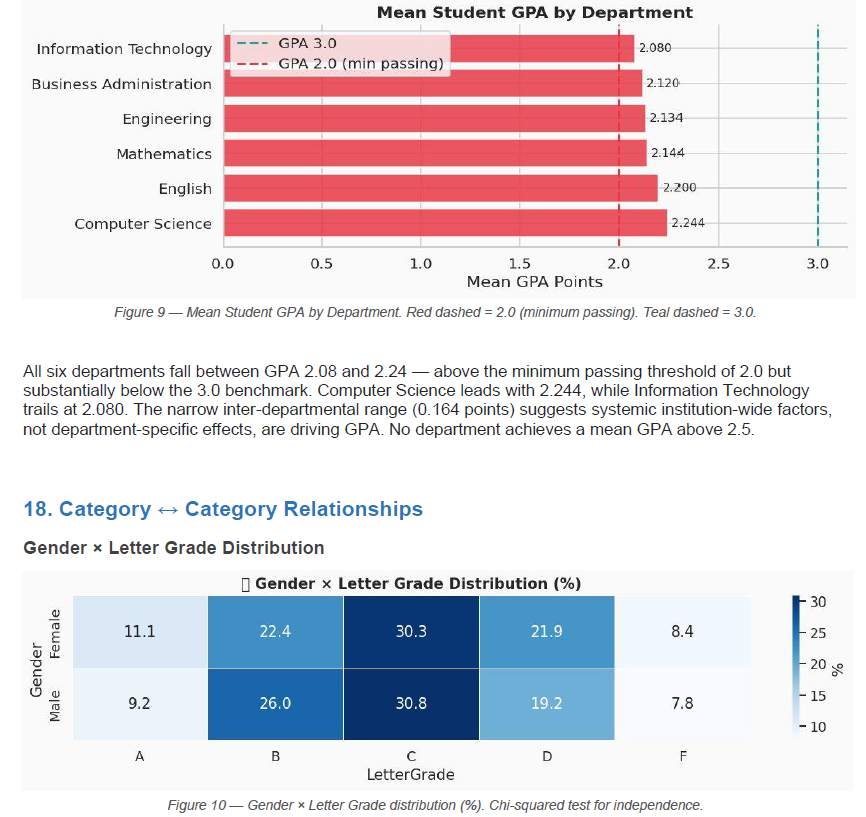 Mean Student GPA by Department
Information Technology
Business Administration
Engineering
Mathematics
English
Computer Science
GPA 3.0
GPA 2.0 (min passing)
2.080
2.120
2.134
2.144
2.200
2.244
0.0 0.5 1.0 1.5 2.0 2.5 3.0
Mean GPA Points
Figure 9 — Mean Student GPA by Department. Red dashed = 2.0 (minimum passing). Teal dashed = 3.0.
All six departments fall between GPA 2.08 and 2.24 — above the minimum passing threshold of 2.0 but
substantially below the 3.0 benchmark. Computer Science leads with 2.244, while Information Technology
trails at 2.080. The narrow inter-departmental range (0.164 points) suggests systemic institution-wide factors,
not department-specific effects, are driving GPA. No department achieves a mean GPA above 2.5.
18. Category ↔ Category Relationships
Gender × Letter Grade Distribution
▯ Gender × Letter Grade Distribution (%)
Gender
Female
11.1 22.4 30.3 21.9 8.4
Male
9.2 26.0 30.8 19.2 7.8
A B C D F
LetterGrade
30
25
20
15
10
%
Figure 10 — Gender × Letter Grade distribution (%). Chi-squared test for independence.